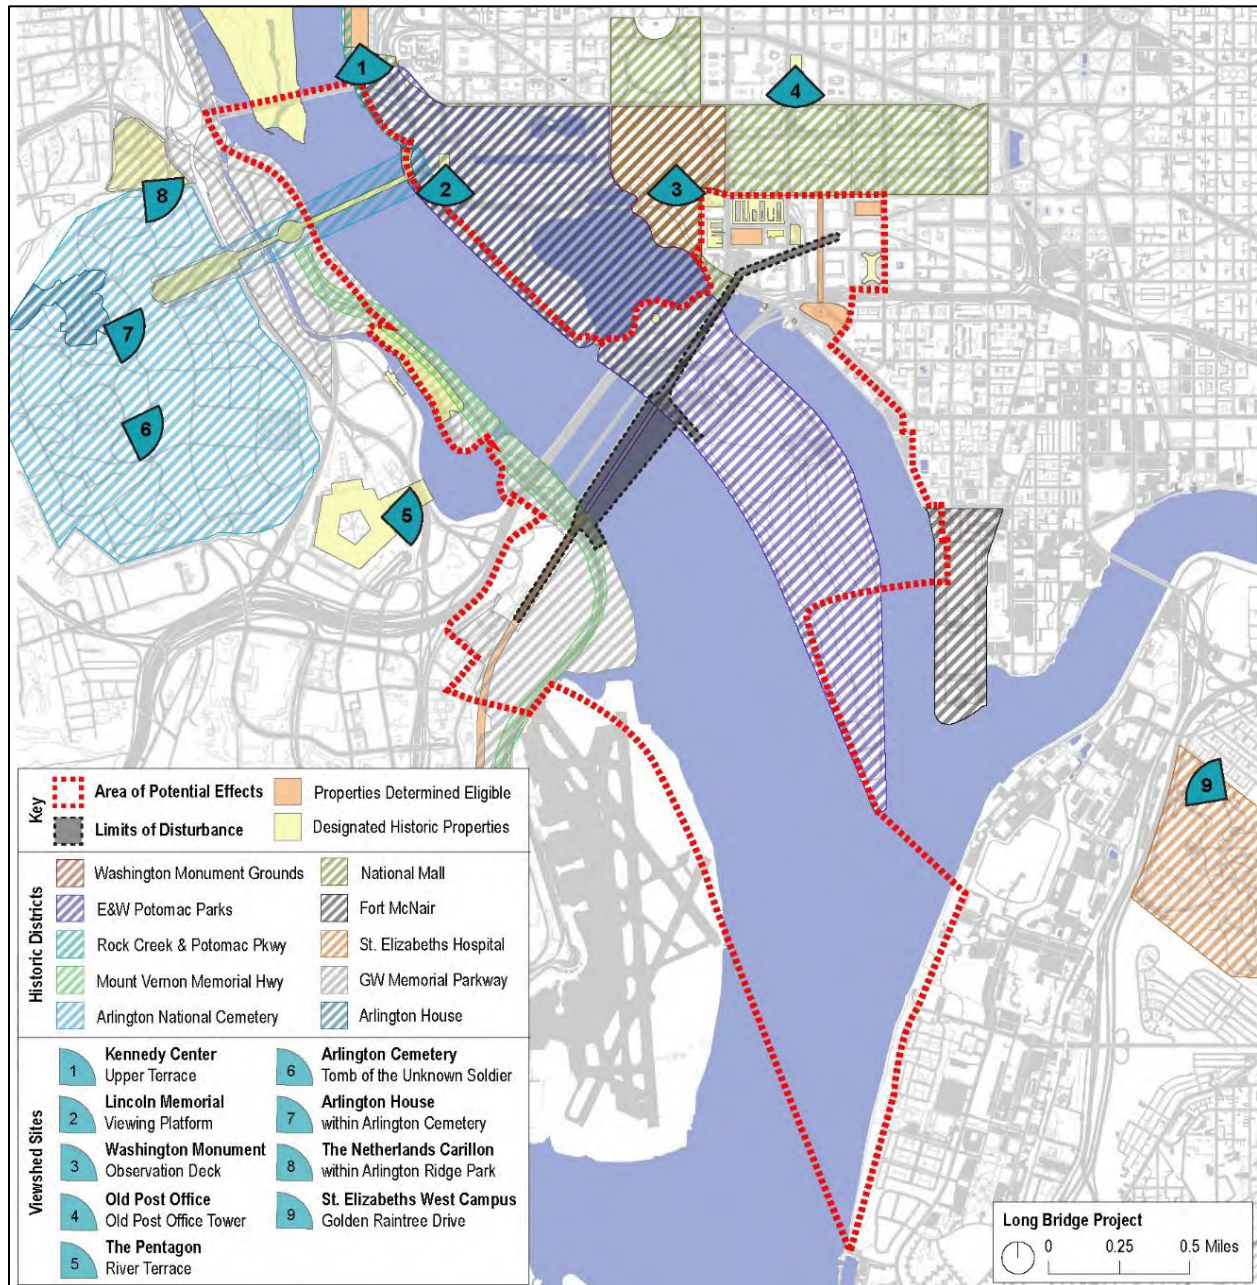 1
4
2
3
8
7
6
5
9
Key
Area of Potential Effects
Properties Determined Eligible
Limits of Disturbance
Designated Historic Properties
Historic Districts
Washington Monument Grounds
National Mall
E&W Potomac Parks
Fort McNair
Rock Creek & Potomac Pkwy
St. Elizabeths Hospital
Mount Vernon Memorial Hwy
GW Memorial Parkway
Arlington National Cemetery
Arlington House
Viewshed Sites
1
Kennedy Center
Upper Terrace
6
Arlington Cemetery
Tomb of the Unknown Soldier
2
Lincoln Memorial
Viewing Platform
7
Arlington House
within Arlington Cemetery
3
Washington Monument
Observation Deck
8
The Netherlands Carillon
within Arlington Ridge Park
4
Old Post Office
Old Post Office Tower
9
St. Elizabeths West Campus
Golden Raintree Drive
5
The Pentagon
River Terrace
Long Bridge Project
0 0.25 0.5 Miles